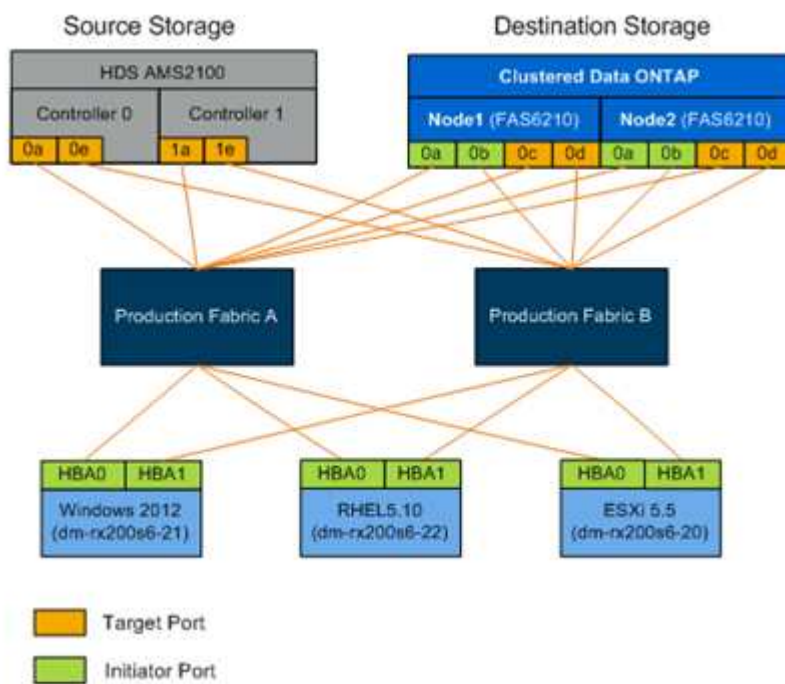 Source Storage
Destination Storage
HDS AMS2100
Controller 0
Controller 1
0a 0e
1a 1e
Clustered Data ONTAP
Node1 (FAS6210)
Node2 (FAS6210)
0a 0b 0c 0d 0a 0b 0c 0d
Production Fabric A
Production Fabric B
HBA0 HBA1
Windows 2012
(dm-rx200s6-21)
HBA0 HBA1
RHEL5.10
(dm-rx200s6-22)
HBA0 HBA1
ESXi 5.5
(dm-rx200s6-20)
Target Port
Initiator Port